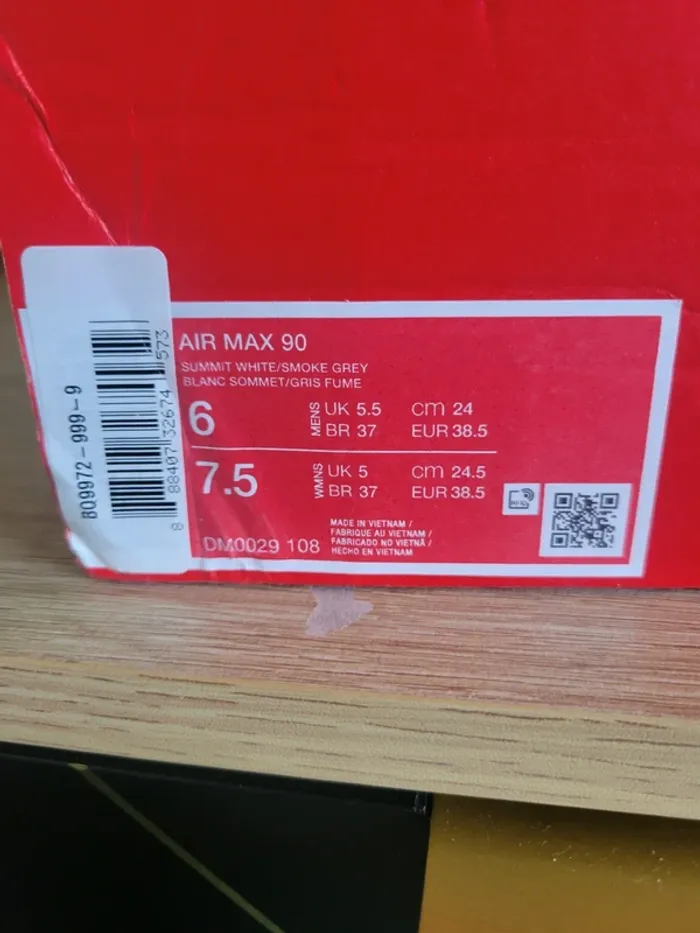 809972-999-9
8 88407 32674 573
AIR MAX 90
SUMMIT WHITE/SMOKE GREY
BLANC SOMMET/GRIS FUME
6
MENS
UK 5.5 cm 24
BR 37 EUR 38.5
7.5
WMNS
UK 5 cm 24.5
BR 37 EUR 38.5
DM0029 108
MADE IN VIETNAM /
FABRIQUE AU VIETNAM /
FABRICADO NO VIETNÃ /
HECHO EN VIETNAM